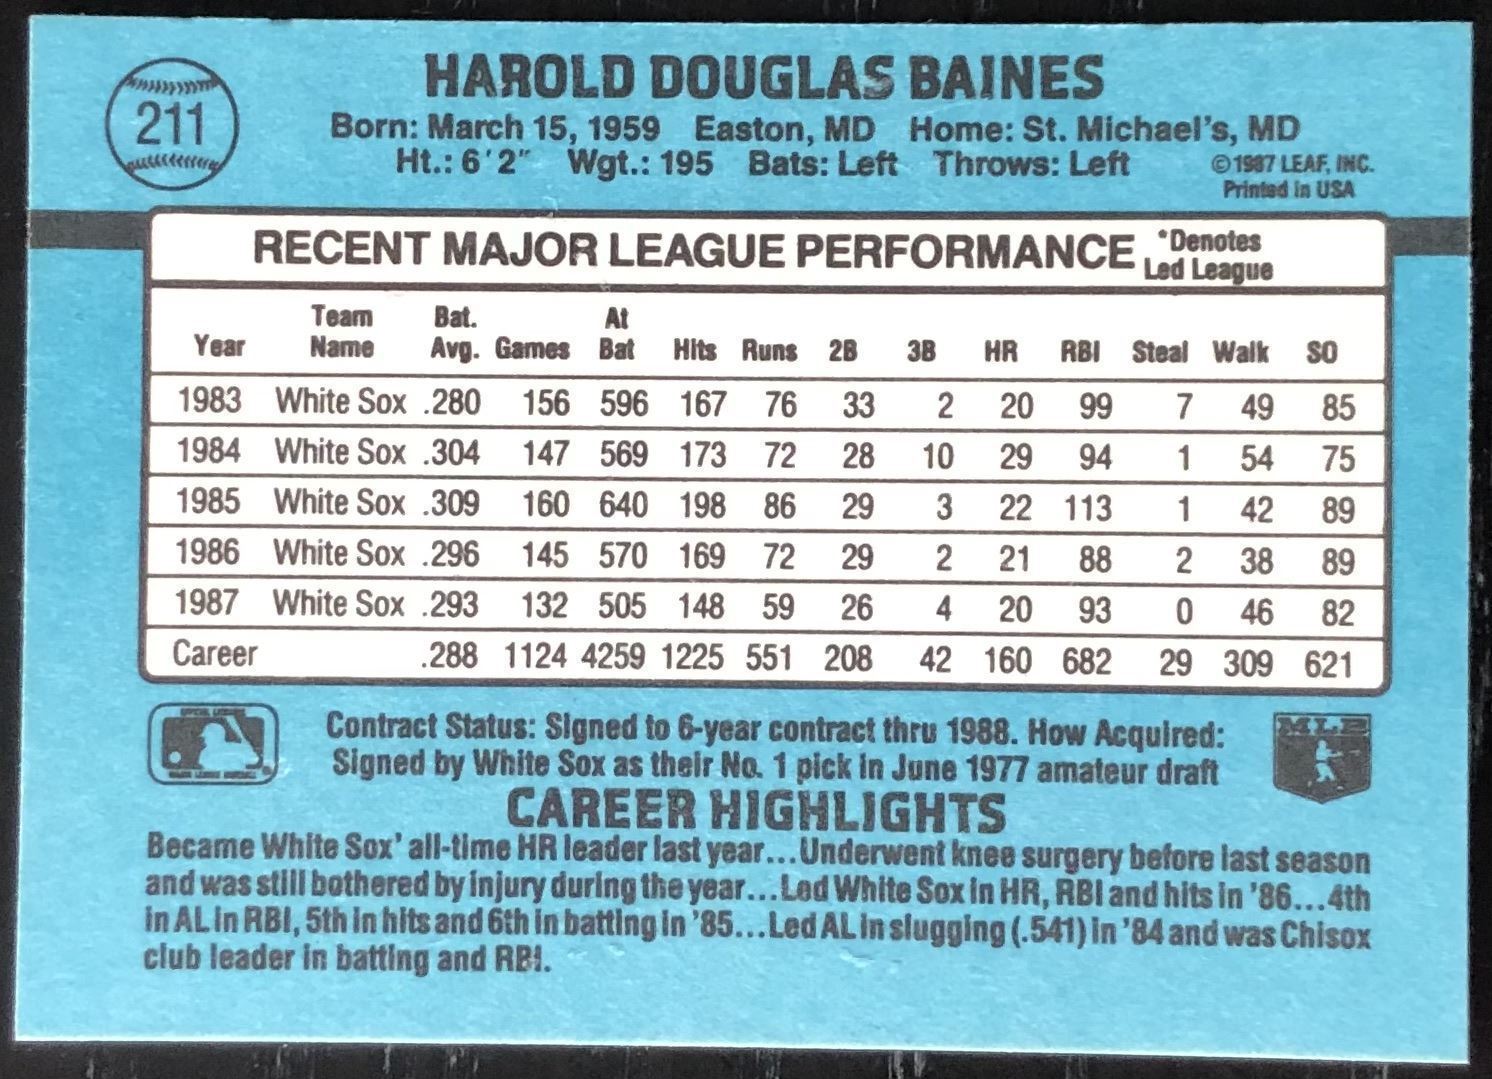 211
HAROLD DOUGLAS BAINES
Born: March 15, 1959 Easton, MD Home: St. Michael's, MD
Ht.: 6'2" Wgt.: 195 Bats: Left Throws: Left
©1987 LEAF, INC.
Printed in USA
RECENT MAJOR LEAGUE PERFORMANCE *Denotes Led League
Year Team Name Bat. Avg. Games At Bat Hits Runs 2B 3B HR RBI Steal Walk SO
1983 White Sox .280 156 596 167 76 33 2 20 99 7 49 85
1984 White Sox .304 147 569 173 72 28 10 29 94 1 54 75
1985 White Sox .309 160 640 198 86 29 3 22 113 1 42 89
1986 White Sox .296 145 570 169 72 29 2 21 88 2 38 89
1987 White Sox .293 132 505 148 59 26 4 20 93 0 46 82
Career .288 1124 4259 1225 551 208 42 160 682 29 309 621
Contract Status: Signed to 6-year contract thru 1988. How Acquired:
Signed by White Sox as their No. 1 pick in June 1977 amateur draft
MLB
CAREER HIGHLIGHTS
Became White Sox' all-time HR leader last year...Underwent knee surgery before last season
and was still bothered by injury during the year...Led White Sox in HR, RBI and hits in '86...4th
in AL in RBI, 5th in hits and 6th in batting in '85...Led AL in slugging (.541) in '84 and was Chisox
club leader in batting and RBI.